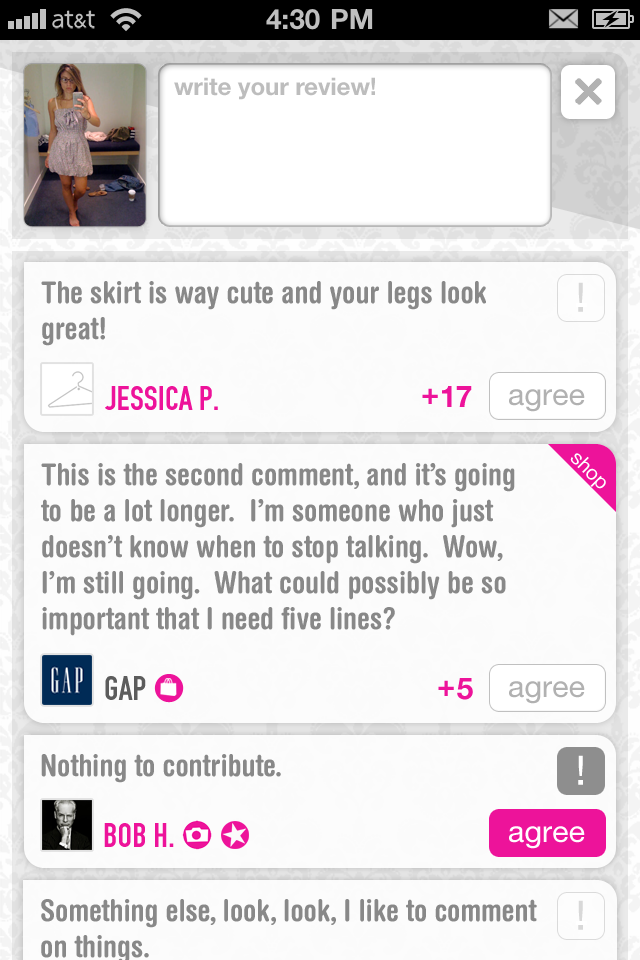 at&t 4:30 PM
write your review!
The skirt is way cute and your legs look
great!
!
JESSICA P. +17 agree
shop
This is the second comment, and it’s going
to be a lot longer.  I’m someone who just
doesn’t know when to stop talking.  Wow,
I’m still going.  What could possibly be so
important that I need five lines?
GAP GAP +5 agree
Nothing to contribute. !
BOB H. agree
Something else, look, look, I like to comment !
on things.